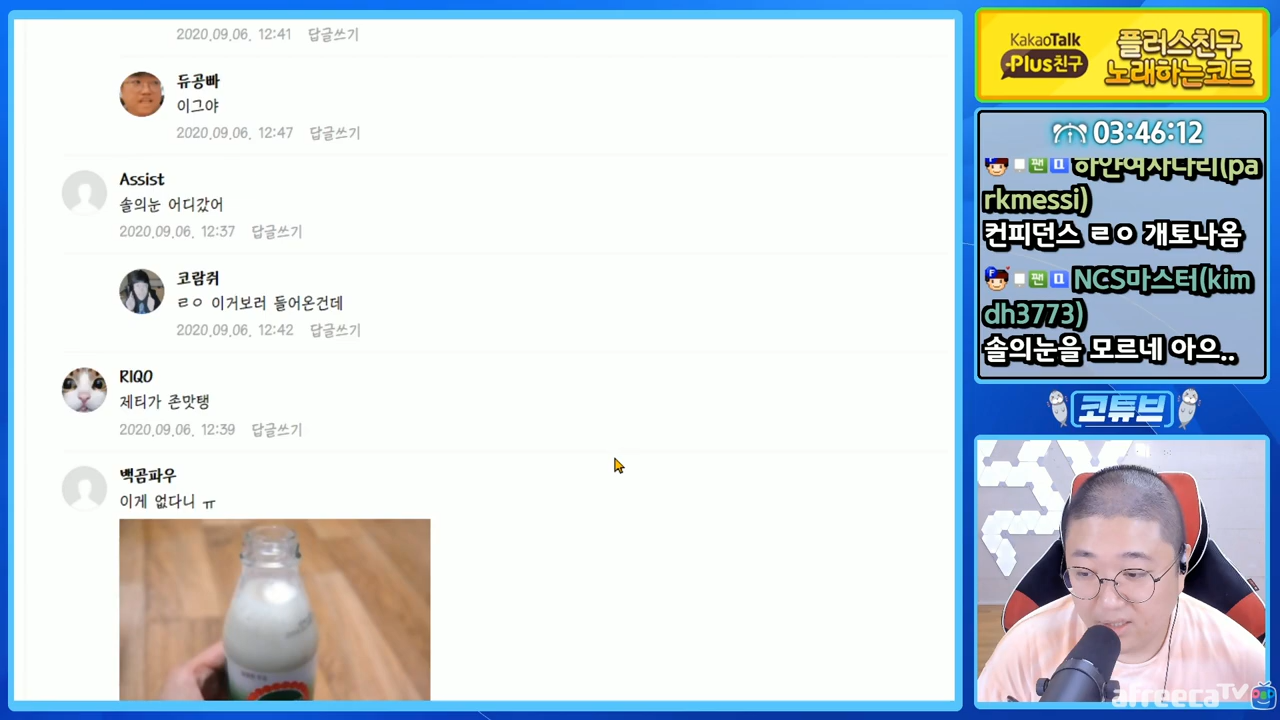 2020.09.06. 12:41 답글쓰기
듀공빠
이그야
2020.09.06. 12:47 답글쓰기
Assist
솔의눈 어디갔어
2020.09.06. 12:37 답글쓰기
코람쥐
ㄹㅇ 이거보러 들어온건데
2020.09.06. 12:42 답글쓰기
RIQO
제티가 존맛탱
2020.09.06. 12:39 답글쓰기
백곰파우
이게 없다니 ㅠ
KakaoTalk
Plus친구
플러스친구
노래하는코트
03:46:12
팬
하얀여자다리(pa
rkmessi)
컨피던스 ㄹㅇ 개토나옴
팬
NCS마스터(kim
dh3773)
솔의눈을 모르네 아으..
코튜브
afreecaTV